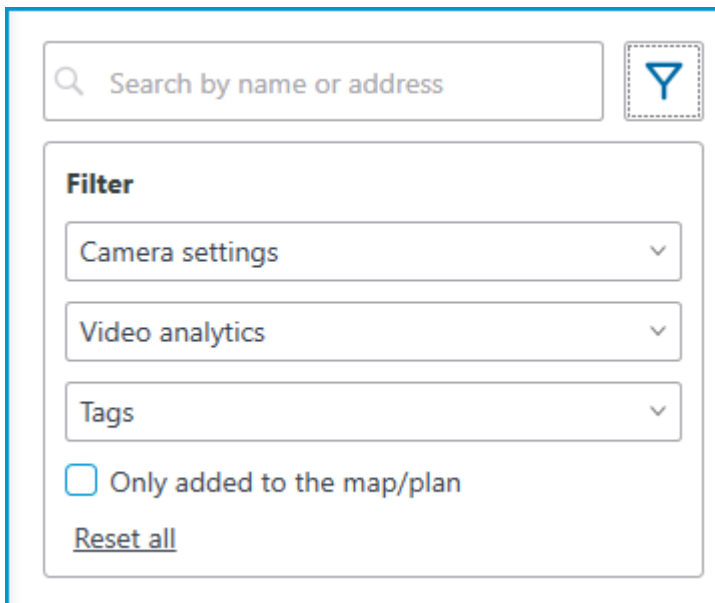 Search by name or address
Filter
Camera settings
Video analytics
Tags
Only added to the map/plan
Reset all